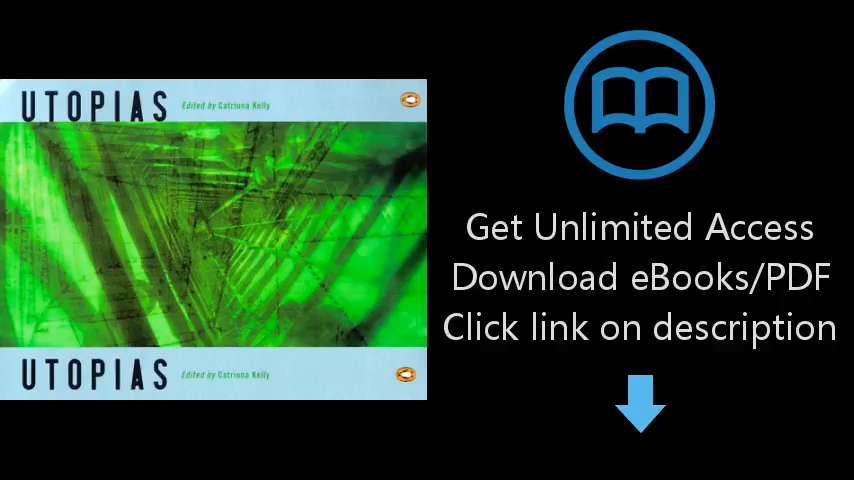 UTOPIAS Edited by Catriona Kelly
UTOPIAS Edited by Catriona Kelly
Get Unlimited Access
Download eBooks/PDF
Click link on description